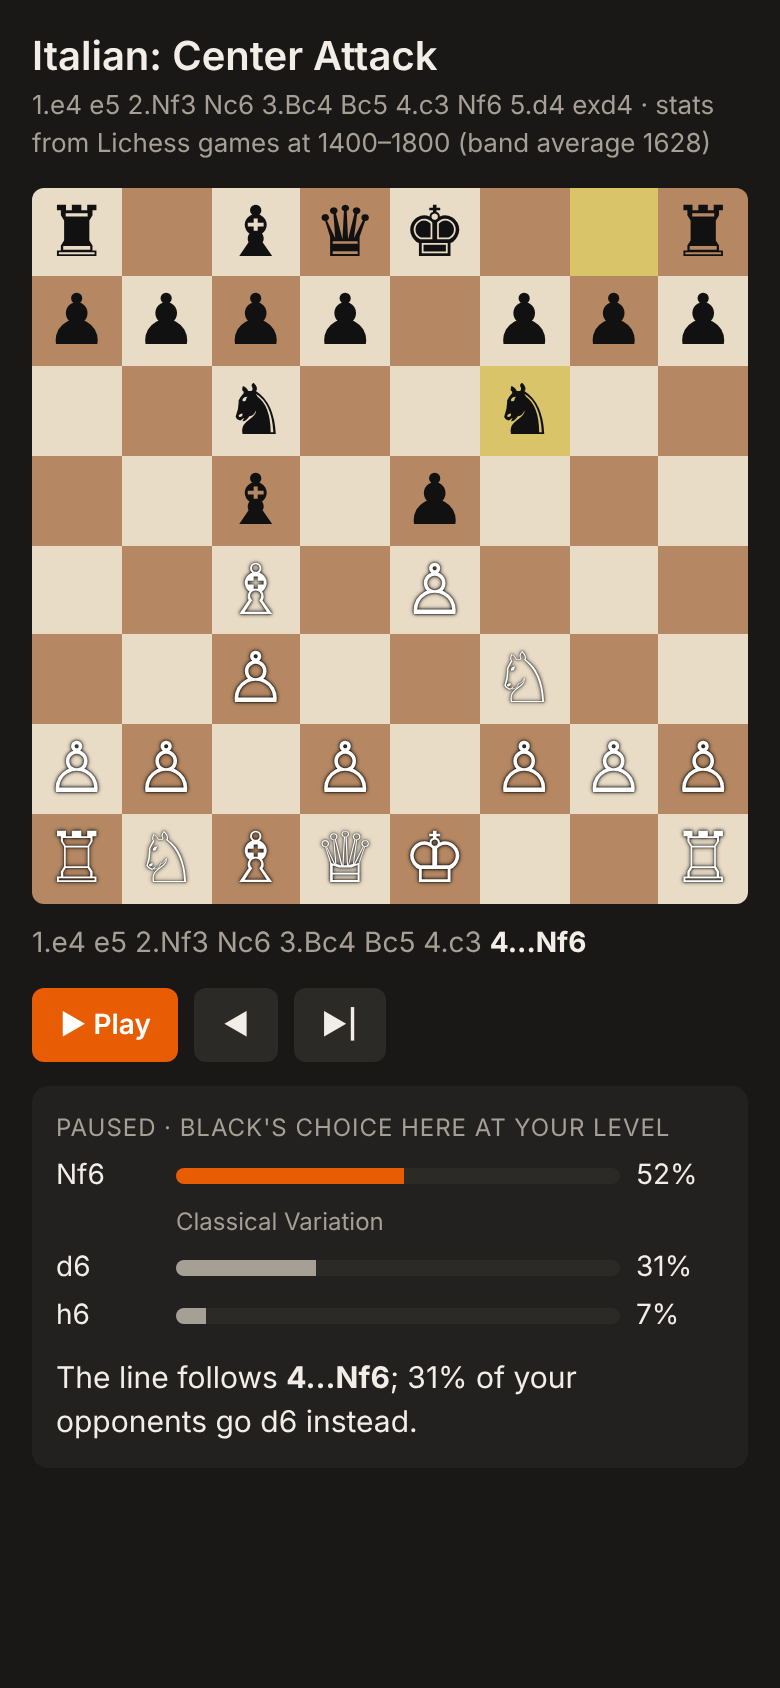 Italian: Center Attack
1.e4 e5 2.Nf3 Nc6 3.Bc4 Bc5 4.c3 Nf6 5.d4 exd4 · stats
from Lichess games at 1400–1800 (band average 1628)
1.e4 e5 2.Nf3 Nc6 3.Bc4 Bc5 4.c3 4…Nf6
▶ Play ◀ ▶|
PAUSED · BLACK'S CHOICE HERE AT YOUR LEVEL
Nf6 52%
Classical Variation
d6 31%
h6 7%
The line follows 4…Nf6; 31% of your
opponents go d6 instead.